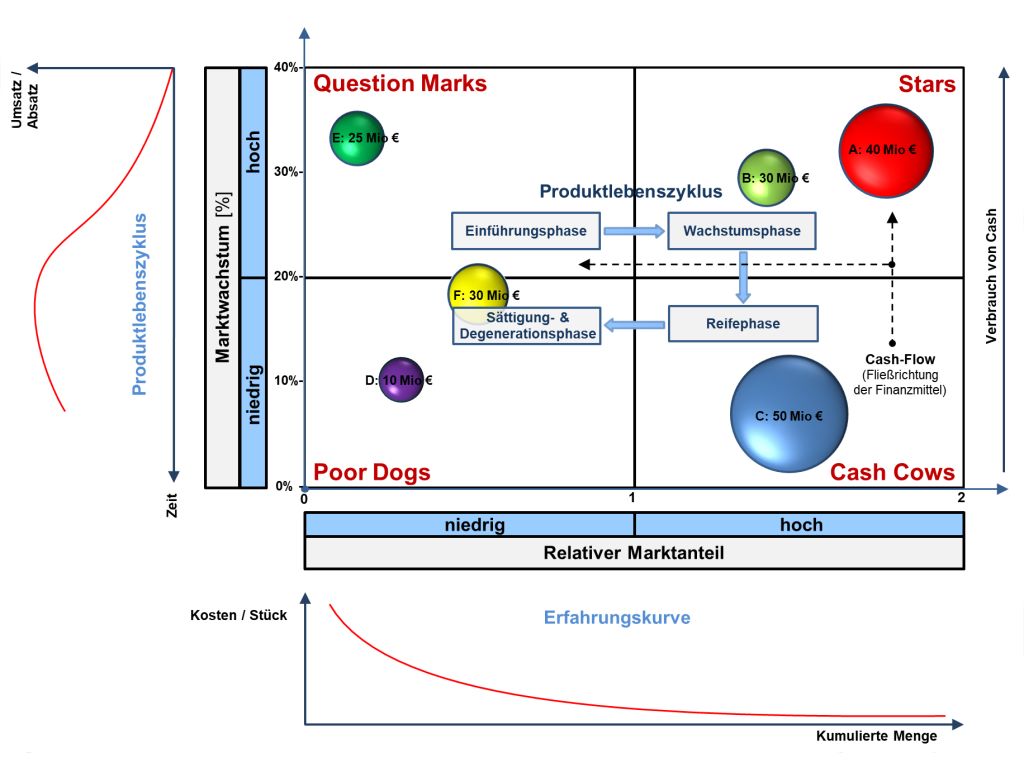 Umsatz /
Absatz
Produktlebenszyklus
Zeit
Marktwachstum [%]
hoch
niedrig
40%
30%
20%
10%
0%
Question Marks
Stars
E: 25 Mio €
A: 40 Mio €
B: 30 Mio €
Produktlebenszyklus
Einführungsphase
Wachstumsphase
F: 30 Mio €
Sättigung- &
Degenerationsphase
Reifephase
Cash-Flow
(Fließrichtung
der Finanzmittel)
D: 10 Mio €
C: 50 Mio €
Poor Dogs
Cash Cows
Verbrauch von Cash
0
1
2
niedrig
hoch
Relativer Marktanteil
Kosten / Stück
Erfahrungskurve
Kumulierte Menge